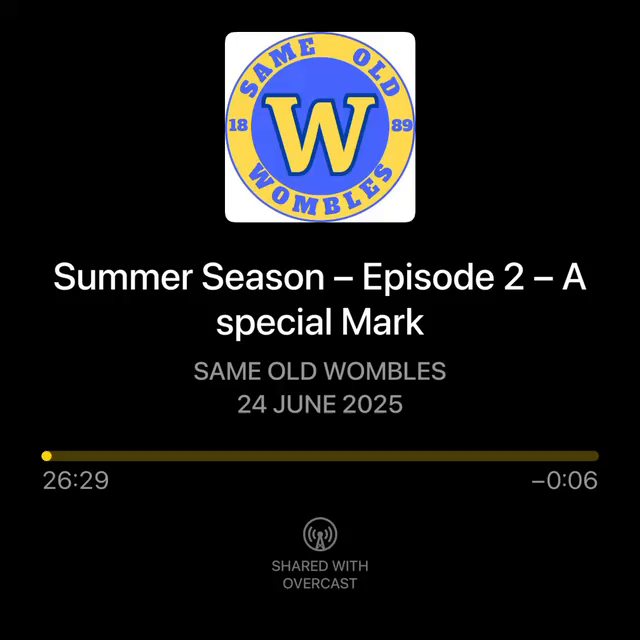 SAME OLD
18 W 89
WOMBLES
Summer Season – Episode 2 – A
special Mark
SAME OLD WOMBLES
24 JUNE 2025
26:29 −0:06
SHARED WITH
OVERCAST